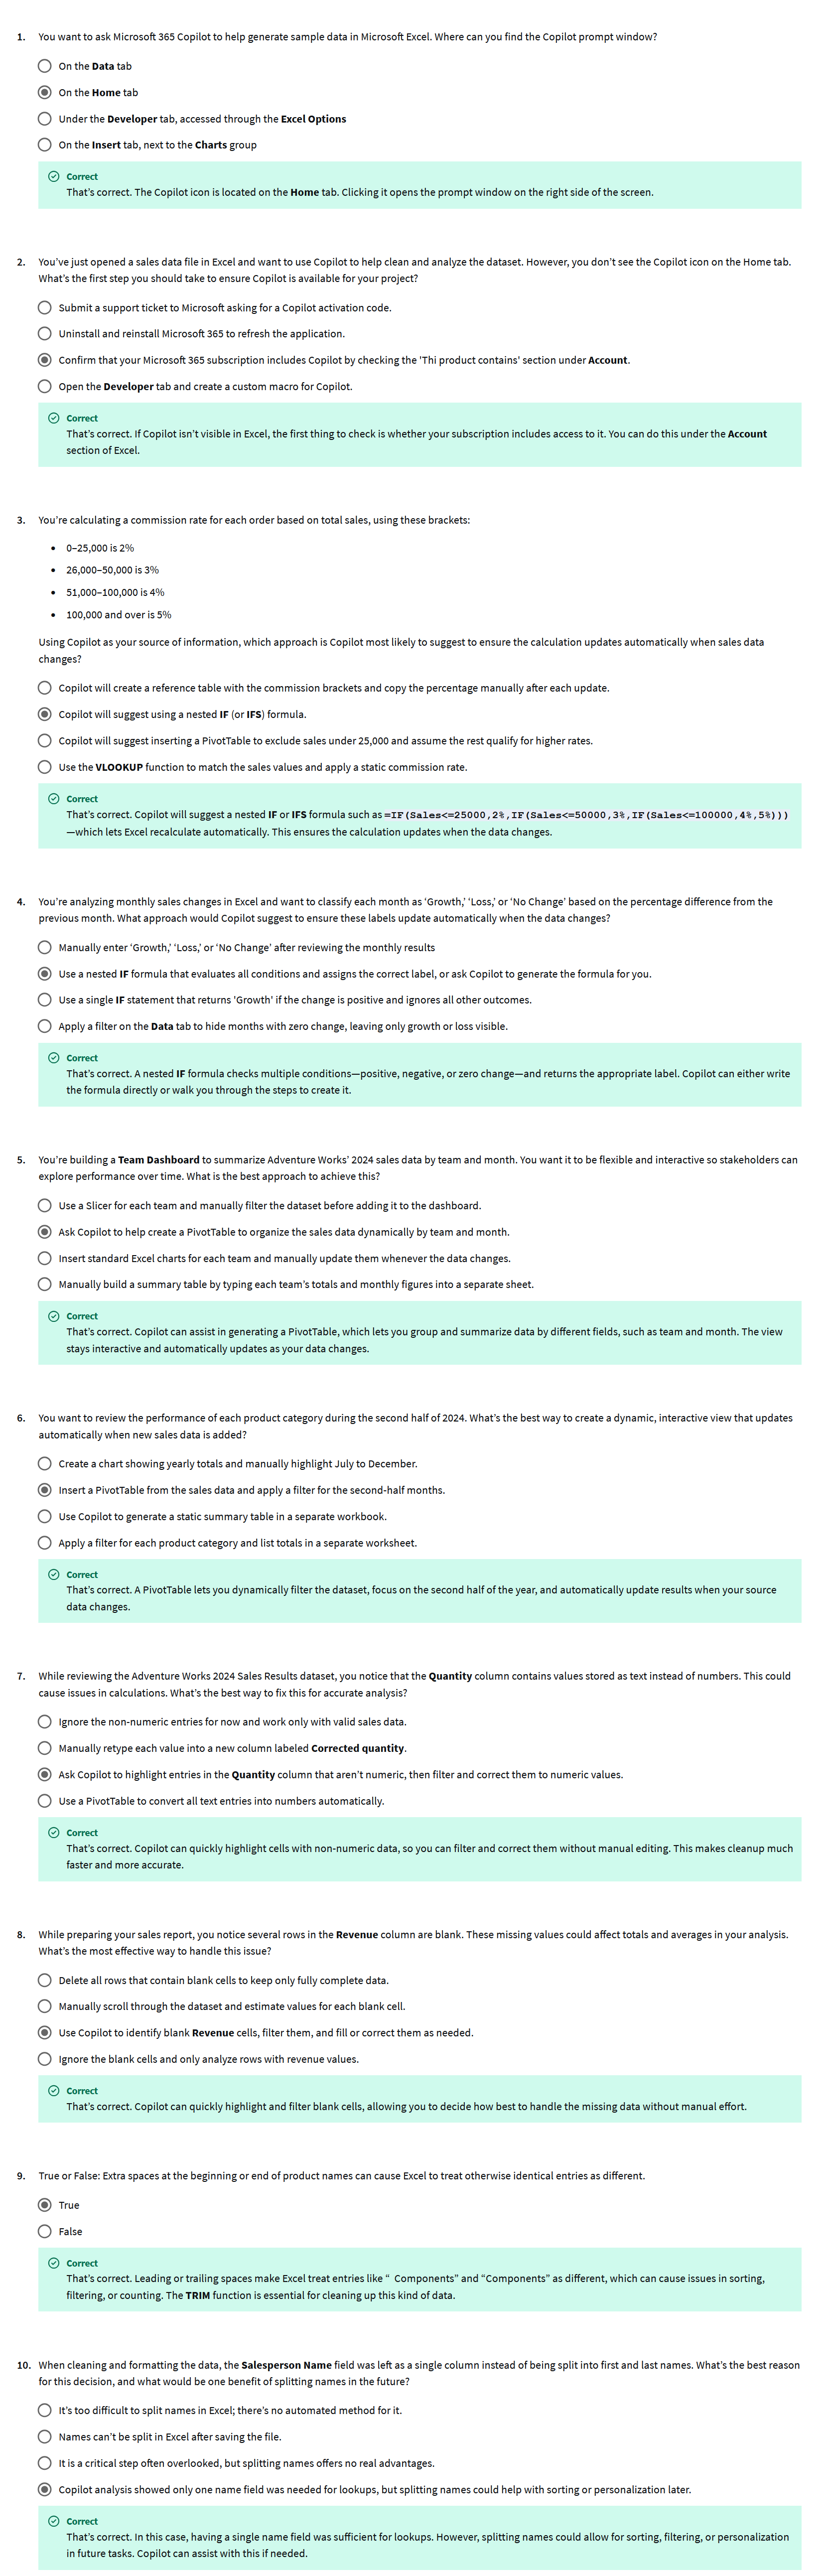 1. You want to ask Microsoft 365 Copilot to help generate sample data in Microsoft Excel. Where can you find the Copilot prompt window?
On the Data tab
On the Home tab
Under the Developer tab, accessed through the Excel Options
On the Insert tab, next to the Charts group
Correct
That's correct. The Copilot icon is located on the Home tab. Clicking it opens the prompt window on the right side of the screen.
2. You've just opened a sales data file in Excel and want to use Copilot to help clean and analyze the dataset. However, you don't see the Copilot icon on the Home tab.
What's the first step you should take to ensure Copilot is available for your project?
Submit a support ticket to Microsoft asking for a Copilot activation code.
Uninstall and reinstall Microsoft 365 to refresh the application.
Confirm that your Microsoft 365 subscription includes Copilot by checking the 'Thi product contains' section under Account.
Open the Developer tab and create a custom macro for Copilot.
Correct
That's correct. If Copilot isn't visible in Excel, the first thing to check is whether your subscription includes access to it. You can do this under the Account
section of Excel.
3. You're calculating a commission rate for each order based on total sales, using these brackets:
• 0–25,000 is 2%
• 26,000–50,000 is 3%
• 51,000–100,000 is 4%
• 100,000 and over is 5%
Using Copilot as your source of information, which approach is Copilot most likely to suggest to ensure the calculation updates automatically when sales data
changes?
Copilot will create a reference table with the commission brackets and copy the percentage manually after each update.
Copilot will suggest using a nested IF (or IFS) formula.
Copilot will suggest inserting a PivotTable to exclude sales under 25,000 and assume the rest qualify for higher rates.
Use the VLOOKUP function to match the sales values and apply a static commission rate.
Correct
That's correct. Copilot will suggest a nested IF or IFS formula such as =IF(Sales<=25000,2%,IF(Sales<=50000,3%,IF(Sales<=100000,4%,5%)))
—which lets Excel recalculate automatically. This ensures the calculation updates when the data changes.
4. You're analyzing monthly sales changes in Excel and want to classify each month as ‘Growth,’ ‘Loss,’ or ‘No Change’ based on the percentage difference from the
previous month. What approach would Copilot suggest to ensure these labels update automatically when the data changes?
Manually enter ‘Growth,’ ‘Loss,’ or ‘No Change’ after reviewing the monthly results
Use a nested IF formula that evaluates all conditions and assigns the correct label, or ask Copilot to generate the formula for you.
Use a single IF statement that returns 'Growth' if the change is positive and ignores all other outcomes.
Apply a filter on the Data tab to hide months with zero change, leaving only growth or loss visible.
Correct
That's correct. A nested IF formula checks multiple conditions—positive, negative, or zero change—and returns the appropriate label. Copilot can either write
the formula directly or walk you through the steps to create it.
5. You're building a Team Dashboard to summarize Adventure Works' 2024 sales data by team and month. You want it to be flexible and interactive so stakeholders can
explore performance over time. What is the best approach to achieve this?
Use a Slicer for each team and manually filter the dataset before adding it to the dashboard.
Ask Copilot to help create a PivotTable to organize the sales data dynamically by team and month.
Insert standard Excel charts for each team and manually update them whenever the data changes.
Manually build a summary table by typing each team's totals and monthly figures into a separate sheet.
Correct
That's correct. Copilot can assist in generating a PivotTable, which lets you group and summarize data by different fields, such as team and month. The view
stays interactive and automatically updates as your data changes.
6. You want to review the performance of each product category during the second half of 2024. What's the best way to create a dynamic, interactive view that updates
automatically when new sales data is added?
Create a chart showing yearly totals and manually highlight July to December.
Insert a PivotTable from the sales data and apply a filter for the second-half months.
Use Copilot to generate a static summary table in a separate workbook.
Apply a filter for each product category and list totals in a separate worksheet.
Correct
That's correct. A PivotTable lets you dynamically filter the dataset, focus on the second half of the year, and automatically update results when your source
data changes.
7. While reviewing the Adventure Works 2024 Sales Results dataset, you notice that the Quantity column contains values stored as text instead of numbers. This could
cause issues in calculations. What's the best way to fix this for accurate analysis?
Ignore the non-numeric entries for now and work only with valid sales data.
Manually retype each value into a new column labeled Corrected quantity.
Ask Copilot to highlight entries in the Quantity column that aren't numeric, then filter and correct them to numeric values.
Use a PivotTable to convert all text entries into numbers automatically.
Correct
That's correct. Copilot can quickly highlight cells with non-numeric data, so you can filter and correct them without manual editing. This makes cleanup much
faster and more accurate.
8. While preparing your sales report, you notice several rows in the Revenue column are blank. These missing values could affect totals and averages in your analysis.
What's the most effective way to handle this issue?
Delete all rows that contain blank cells to keep only fully complete data.
Manually scroll through the dataset and estimate values for each blank cell.
Use Copilot to identify blank Revenue cells, filter them, and fill or correct them as needed.
Ignore the blank cells and only analyze rows with revenue values.
Correct
That's correct. Copilot can quickly highlight and filter blank cells, allowing you to decide how best to handle the missing data without manual effort.
9. True or False: Extra spaces at the beginning or end of product names can cause Excel to treat otherwise identical entries as different.
True
False
Correct
That's correct. Leading or trailing spaces make Excel treat entries like “ Components” and “Components” as different, which can cause issues in sorting,
filtering, or counting. The TRIM function is essential for cleaning up this kind of data.
10. When cleaning and formatting the data, the Salesperson Name field was left as a single column instead of being split into first and last names. What's the best reason
for this decision, and what would be one benefit of splitting names in the future?
It's too difficult to split names in Excel; there's no automated method for it.
Names can't be split in Excel after saving the file.
It is a critical step often overlooked, but splitting names offers no real advantages.
Copilot analysis showed only one name field was needed for lookups, but splitting names could help with sorting or personalization later.
Correct
That's correct. In this case, having a single name field was sufficient for lookups. However, splitting names could allow for sorting, filtering, or personalization
in future tasks. Copilot can assist with this if needed.